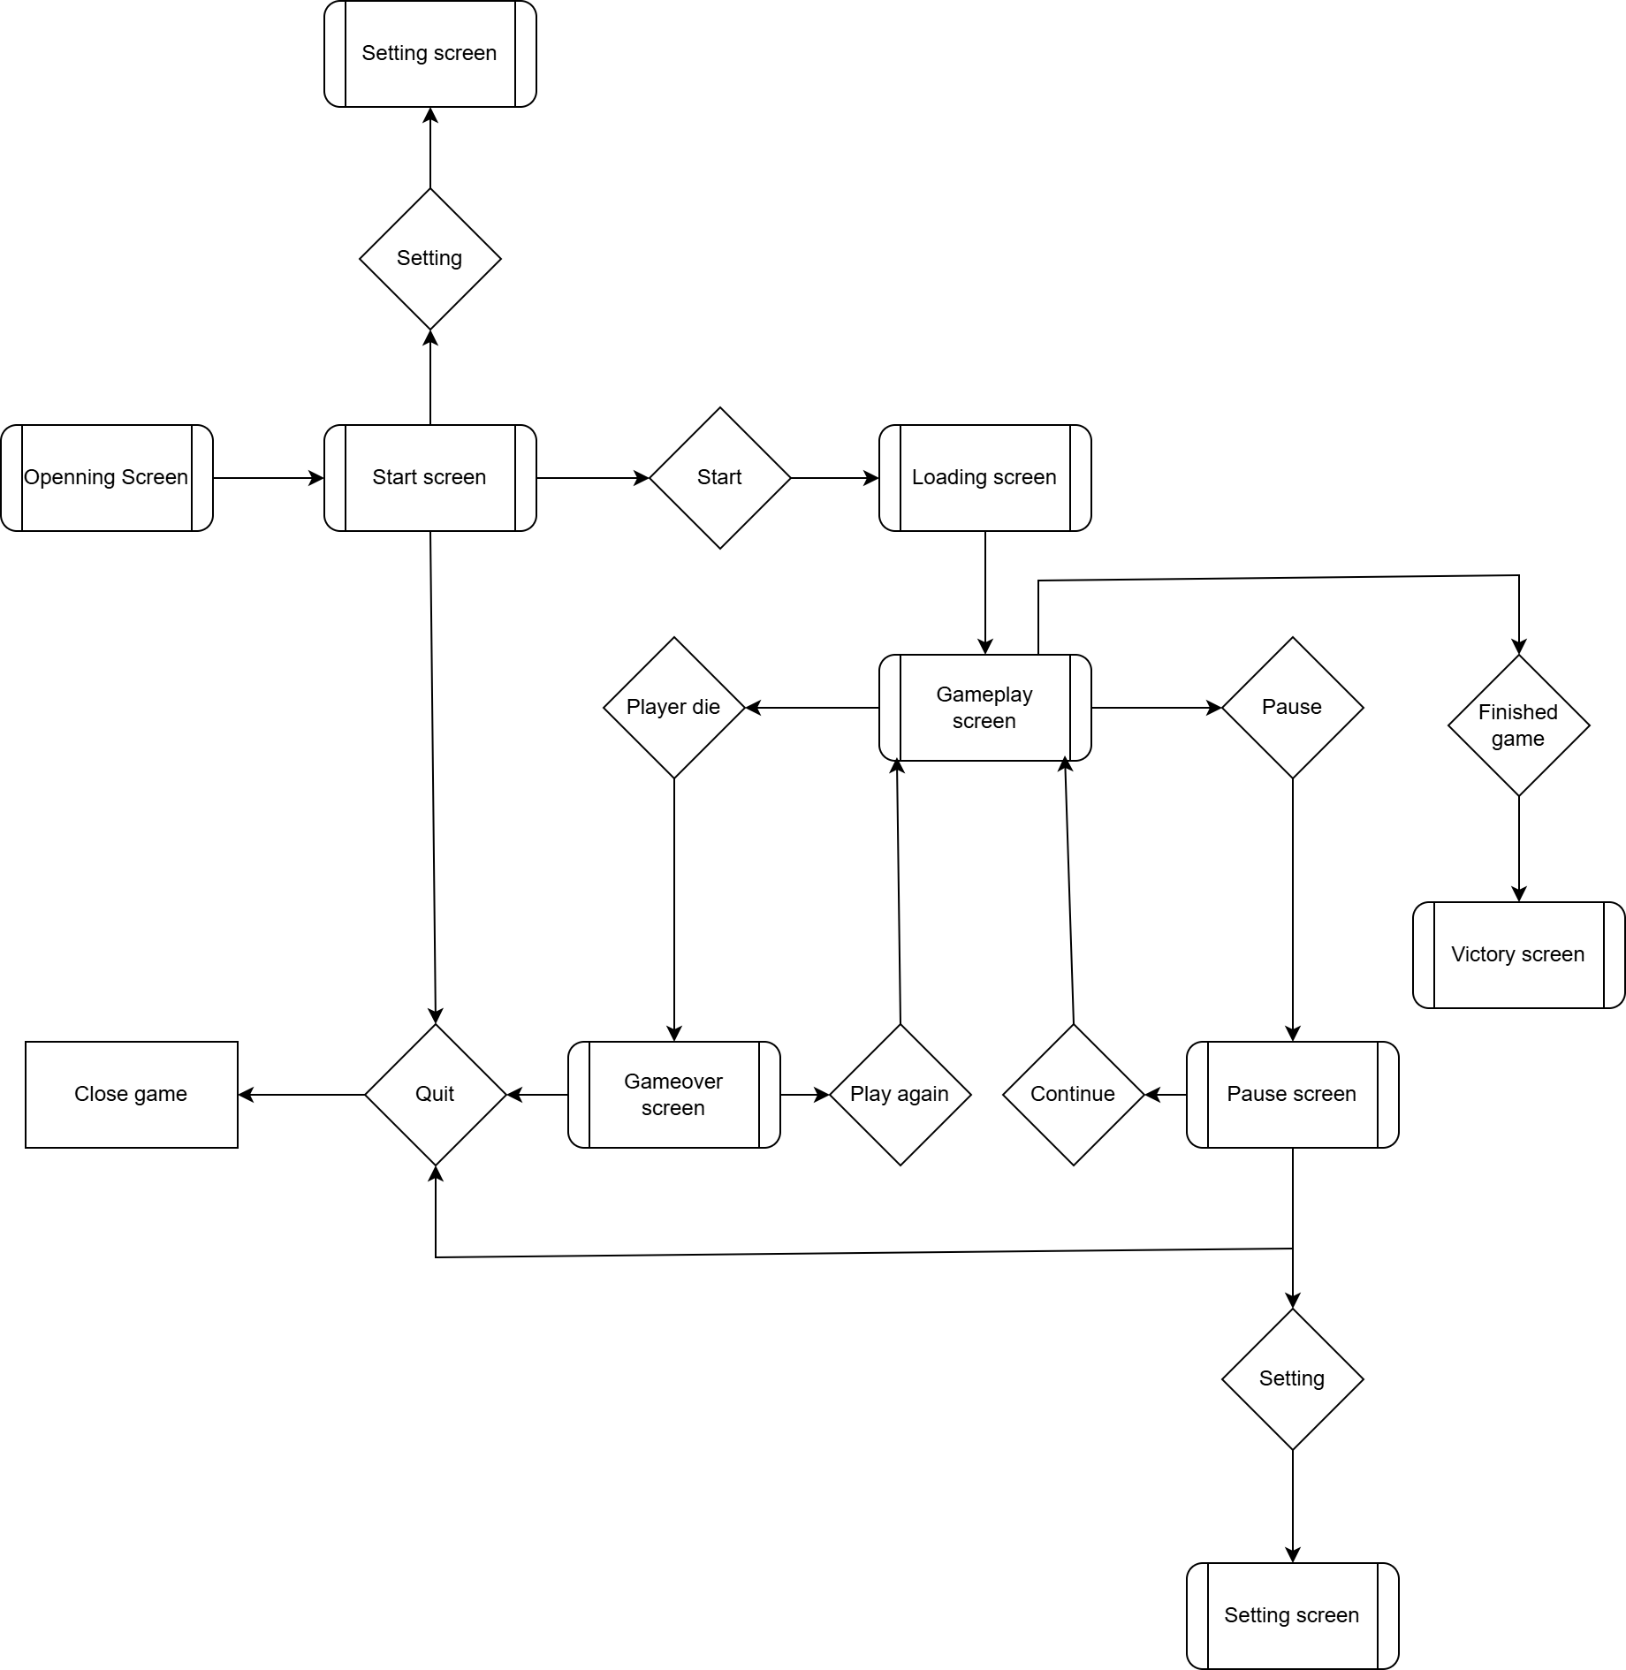 Setting screen
Setting
Openning Screen
Start screen
Start
Loading screen
Player die
Gameplay
screen
Pause
Finished
game
Victory screen
Close game
Quit
Gameover
screen
Play again
Continue
Pause screen
Setting
Setting screen